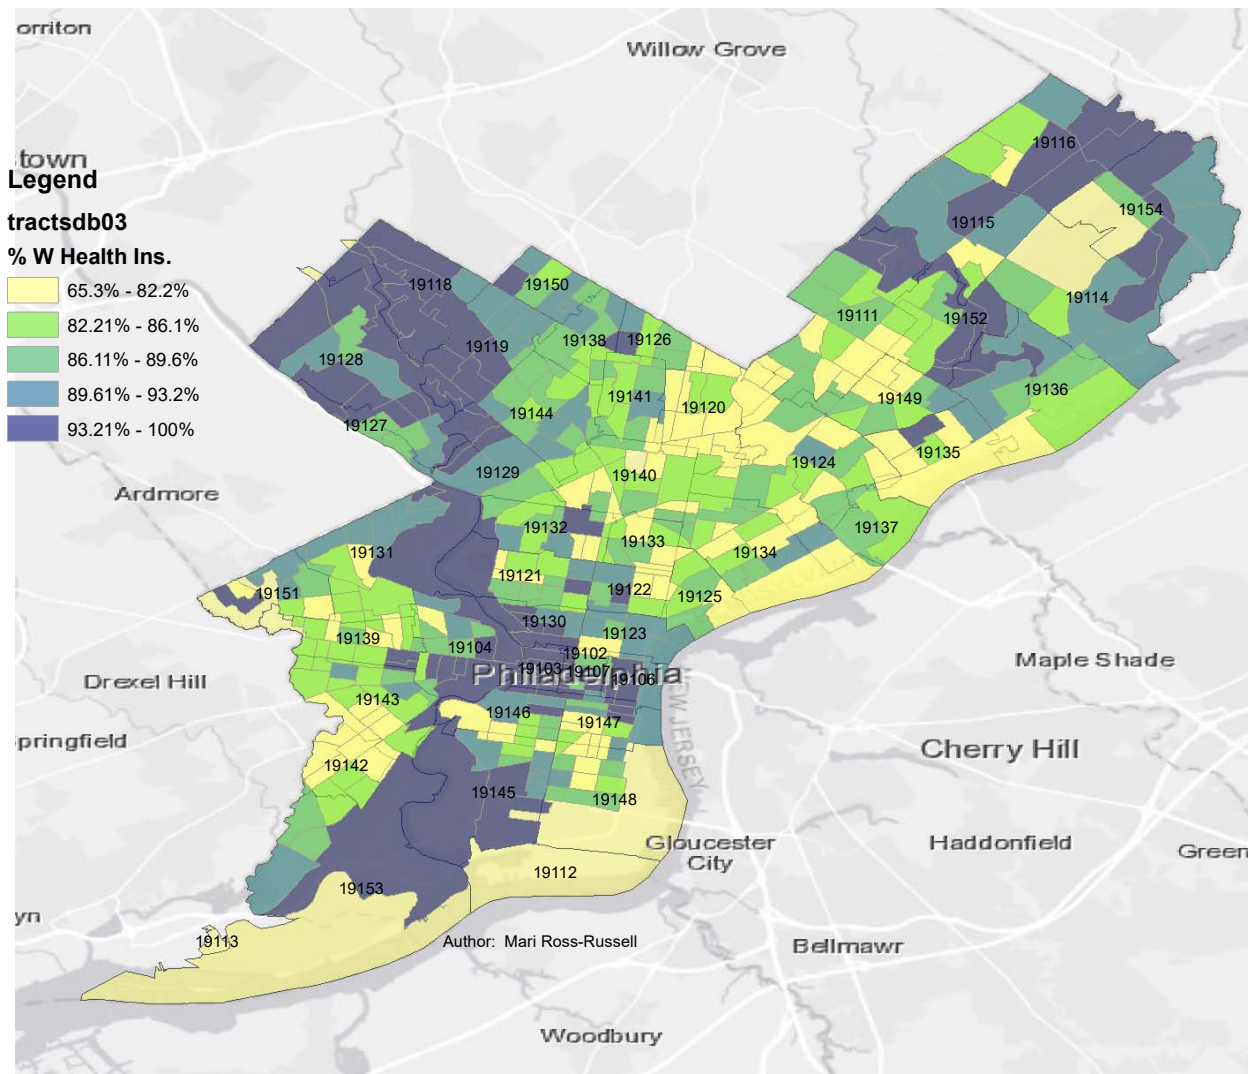 orriton
Willow Grove
town
Legend
tractsdb03
% W Health Ins.
65.3% - 82.2%
82.21% - 86.1%
86.11% - 89.6%
89.61% - 93.2%
93.21% - 100%
19116
19154
19115
19118
19150
19114
19111
19152
19138
19126
19119
19128
19136
19141
19149
19120
19144
19127
19135
19124
19129
19140
Ardmore
19132
19137
19133
19131
19134
19121
19122
19151
19125
19130
19123
19139
19104
19102
19103
19107
Philadelphia
19106
Maple Shade
Drexel Hill
19143
19146
19147
NEW JERSEY
pringfield
Cherry Hill
19142
19145
19148
Gloucester
City
Haddonfield
Green
19112
19153
yn
19113
Author: Mari Ross-Russell
Bellmawr
Woodbury